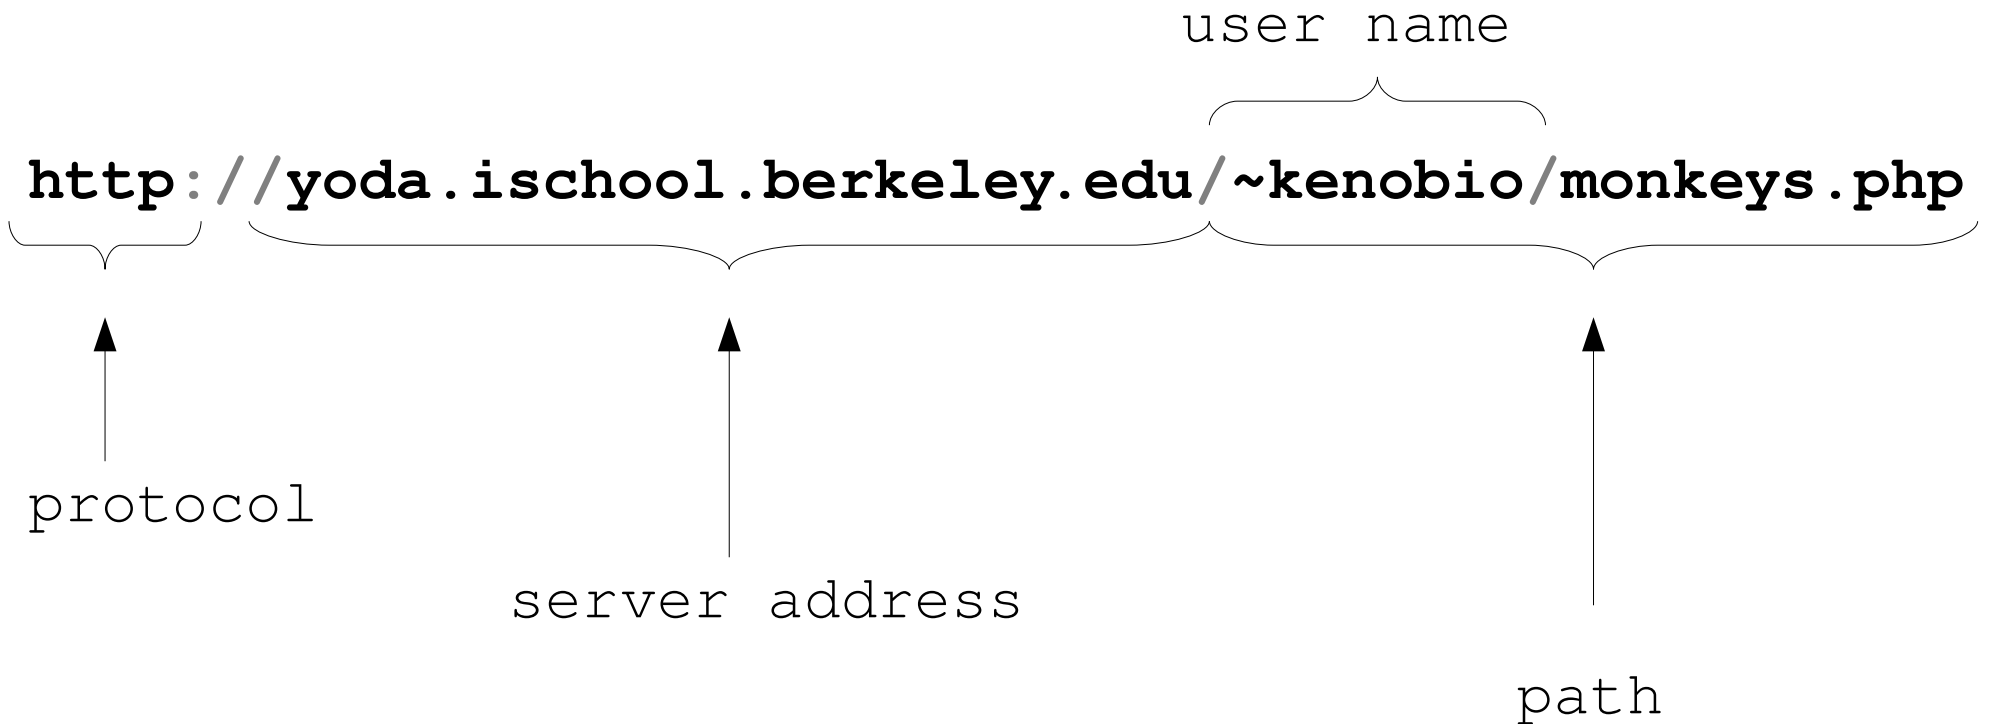 user name
http://yoda.ischool.berkeley.edu/~kenobio/monkeys.php
protocol
server address
path